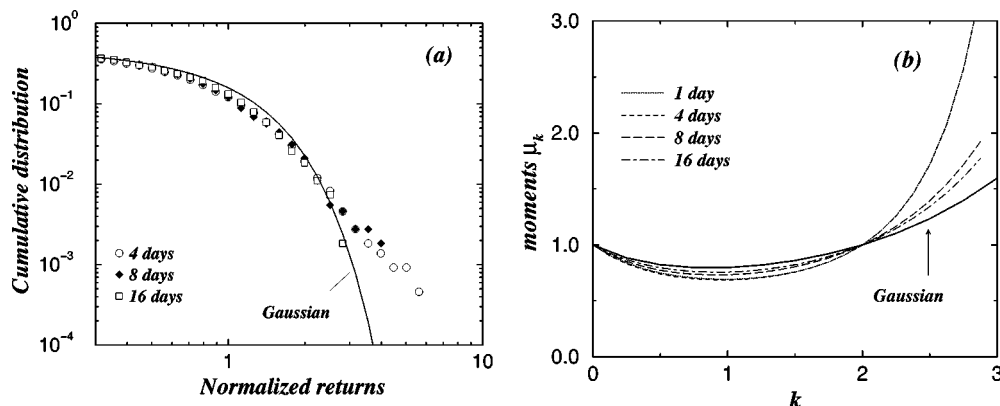 (a)
Cumulative distribution
10^0
10^-1
10^-2
10^-3
10^-4
4 days
8 days
16 days
Gaussian
1
10
Normalized returns
(b)
moments μ_k
3.0
2.0
1.0
0.0
1 day
4 days
8 days
16 days
Gaussian
0 1 2 3
k